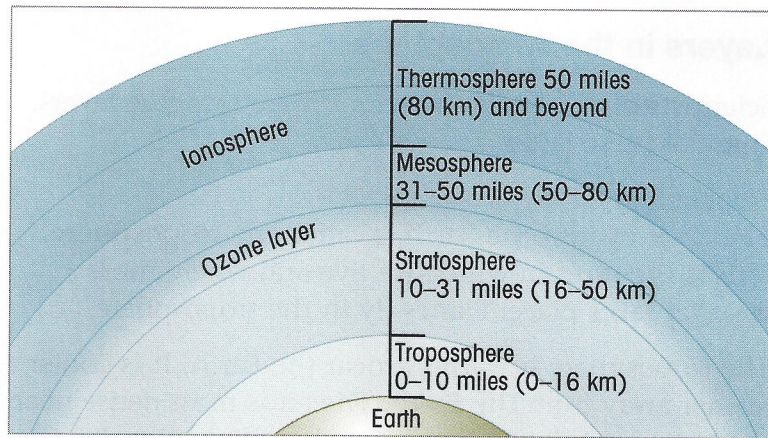 Thermosphere 50 miles
(80 km) and beyond
Ionosphere
Mesosphere
31–50 miles (50–80 km)
Ozone layer
Stratosphere
10–31 miles (16–50 km)
Troposphere
0–10 miles (0–16 km)
Earth